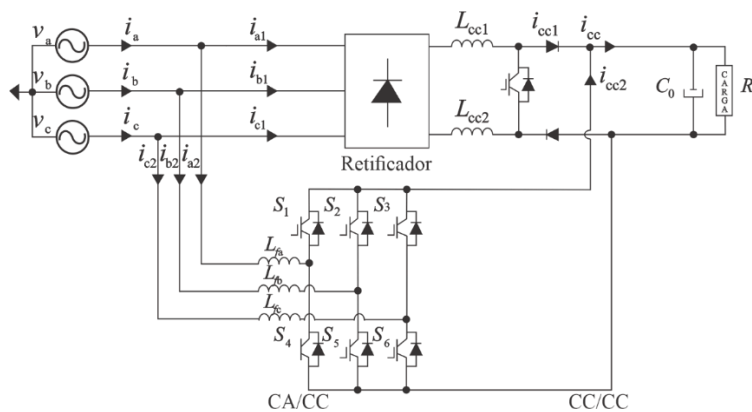 v_a i_a i_a1 L_cc1 i_cc1 i_cc
v_b i_b i_b1 i_cc2 C_0 CARGA R
v_c i_c i_c1 L_cc2
i_c2 i_b2 i_a2 Retificador
S_1 S_2 S_3
L_fa
L_fb
L_fc
S_4 S_5 S_6
CA/CC CC/CC